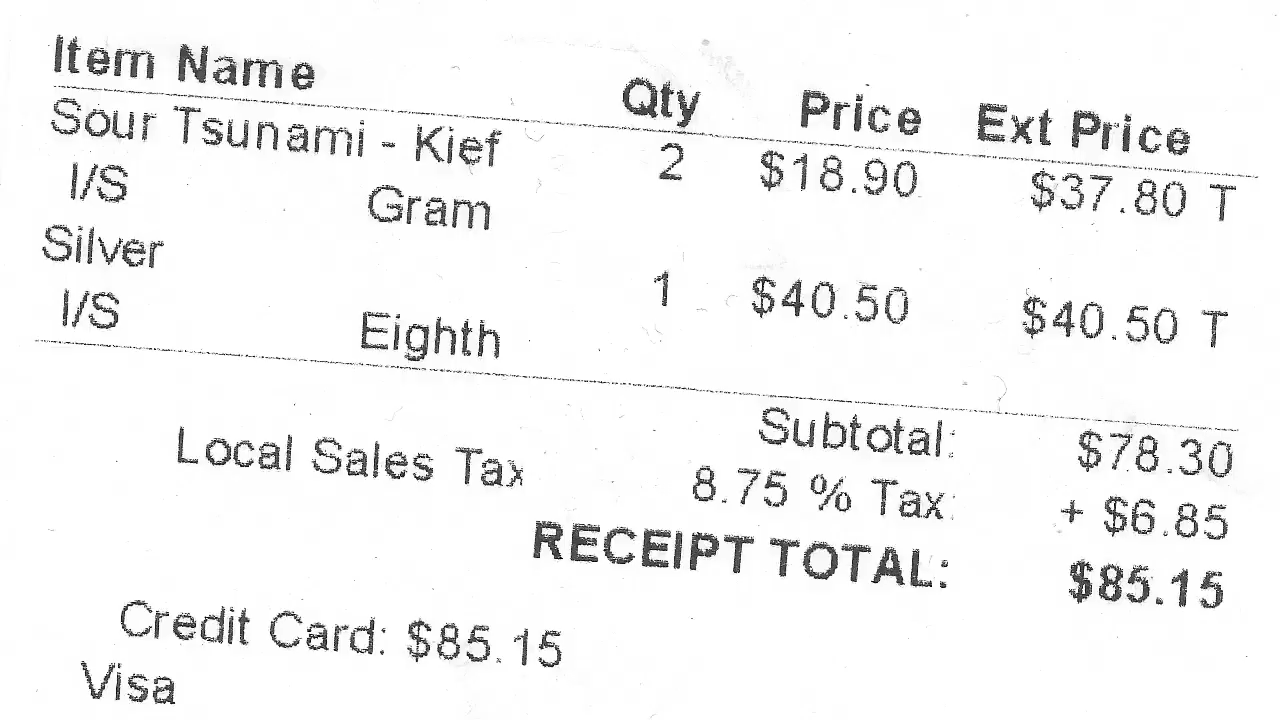 Item Name Qty Price Ext Price
Sour Tsunami - Kief 2 $18.90 $37.80 T
I/S Gram
Silver 1 $40.50 $40.50 T
I/S Eighth
Subtotal: $78.30
Local Sales Tax 8.75 % Tax: + $6.85
RECEIPT TOTAL: $85.15
Credit Card: $85.15
Visa